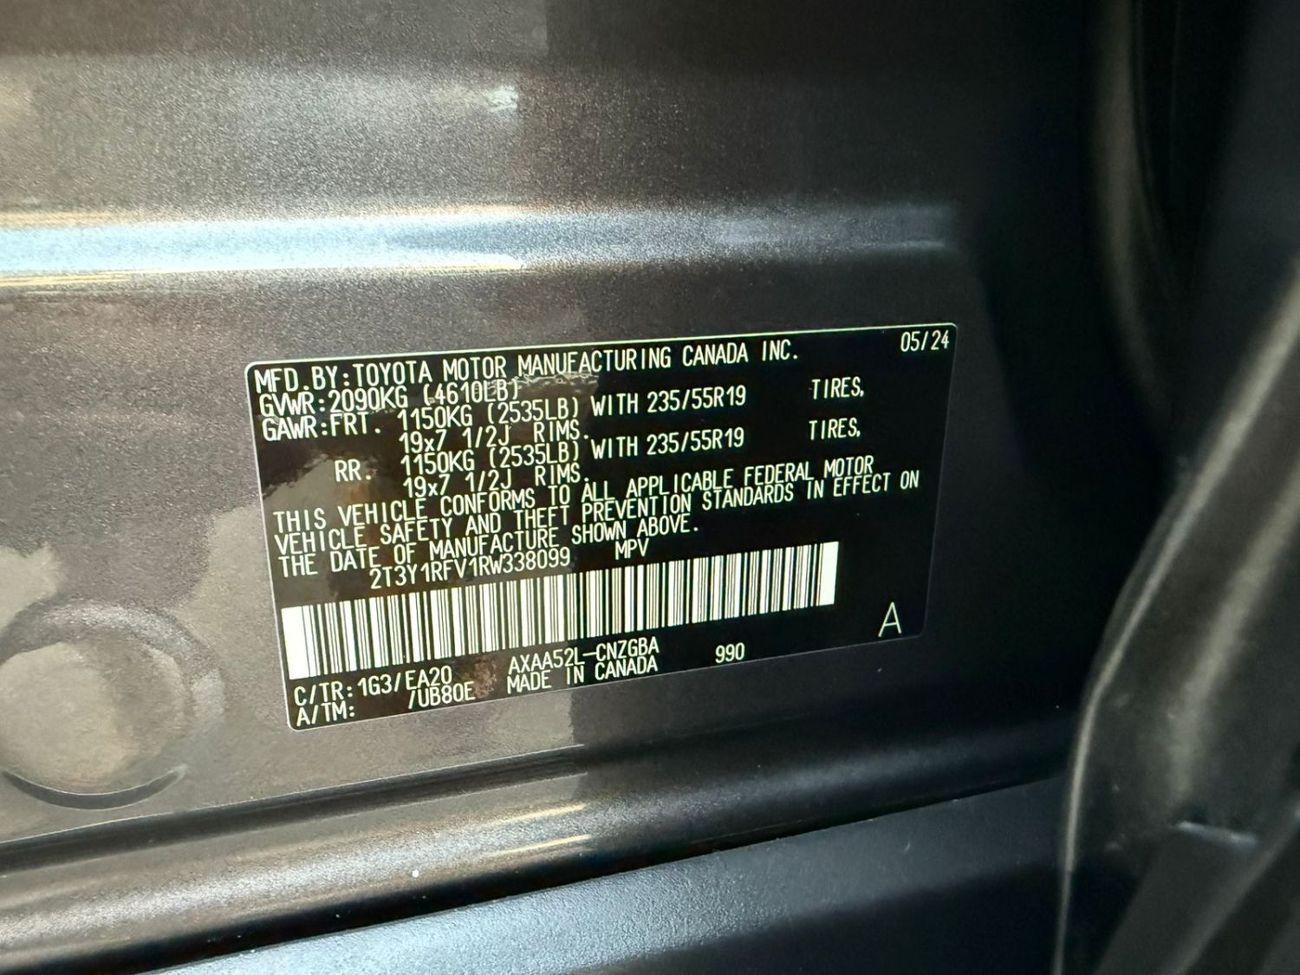 05/24
MFD.BY:TOYOTA MOTOR MANUFACTURING CANADA INC.
GVWR:2090KG (4610LB)
GAWR:FRT. 1150KG (2535LB) WITH 235/55R19 TIRES,
19x7 1/2J RIMS.
RR. 1150KG (2535LB) WITH 235/55R19 TIRES,
19x7 1/2J RIMS.
THIS VEHICLE CONFORMS TO ALL APPLICABLE FEDERAL MOTOR
VEHICLE SAFETY AND THEFT PREVENTION STANDARDS IN EFFECT ON
THE DATE OF MANUFACTURE SHOWN ABOVE.
2T3Y1RFV1RW338099 MPV
A
C/TR: 1G3/EA20 AXAA52L-CNZGBA 990
A/TM: /UB80E MADE IN CANADA